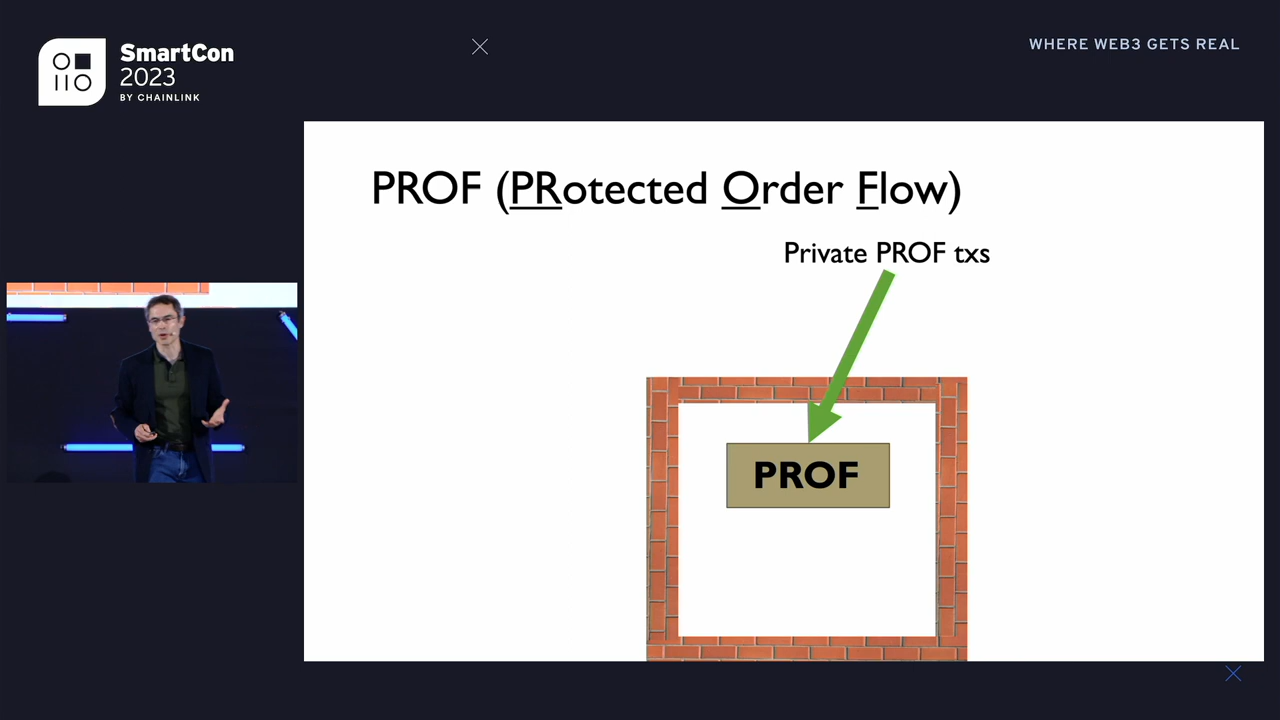 SmartCon
2023
BY CHAINLINK
WHERE WEB3 GETS REAL
PROF (PRotected Order Flow)
Private PROF txs
PROF